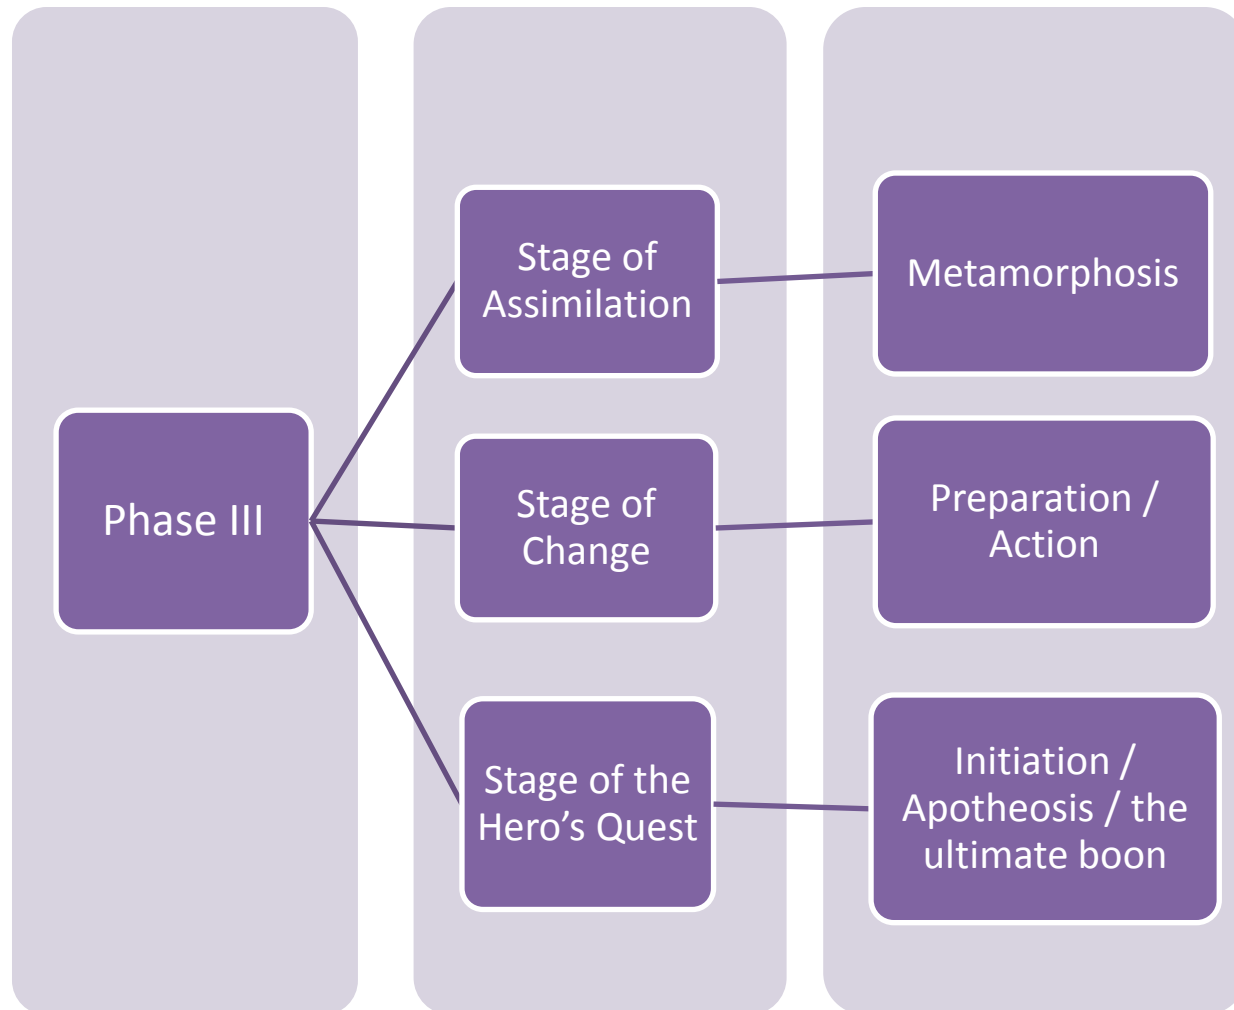 Phase III
Stage of
Assimilation
Metamorphosis
Stage of
Change
Preparation /
Action
Stage of the
Hero’s Quest
Initiation /
Apotheosis / the
ultimate boon